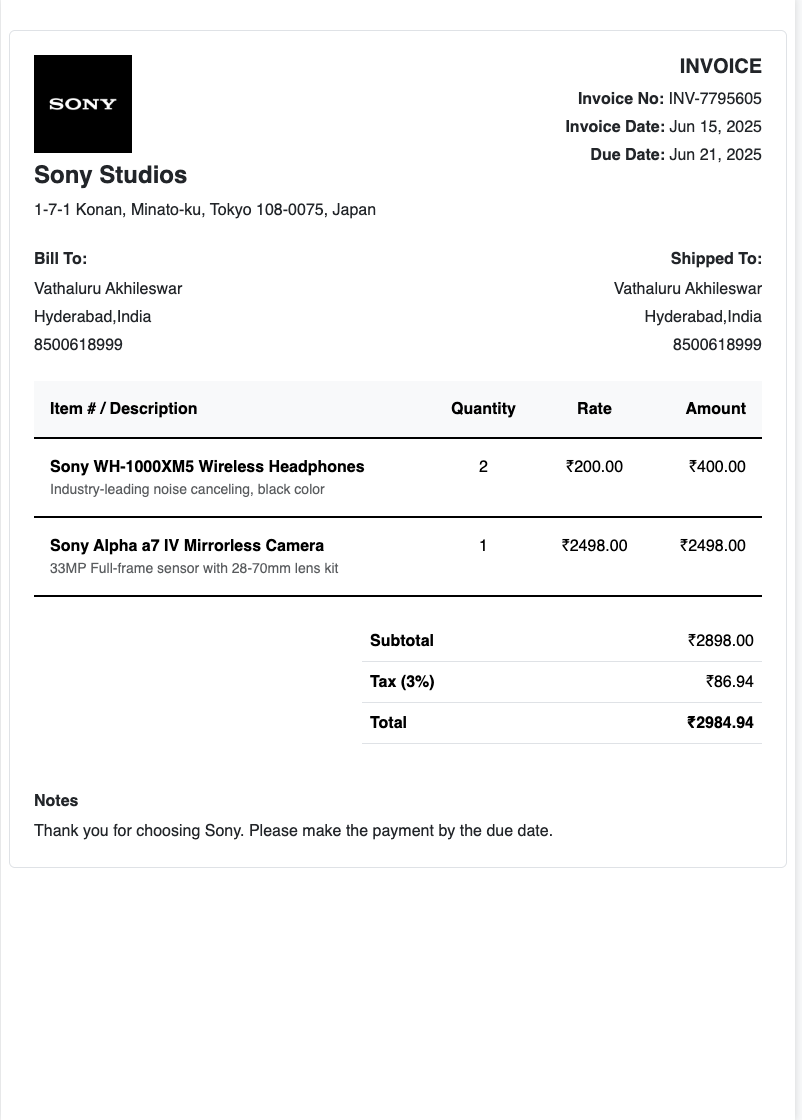 SONY
INVOICE
Invoice No: INV-7795605
Invoice Date: Jun 15, 2025
Due Date: Jun 21, 2025
Sony Studios
1-7-1 Konan, Minato-ku, Tokyo 108-0075, Japan
Bill To:
Vathaluru Akhileswar
Hyderabad,India
8500618999
Shipped To:
Vathaluru Akhileswar
Hyderabad,India
8500618999
Item # / Description Quantity Rate Amount
Sony WH-1000XM5 Wireless Headphones 2 ₹200.00 ₹400.00
Industry-leading noise canceling, black color
Sony Alpha a7 IV Mirrorless Camera 1 ₹2498.00 ₹2498.00
33MP Full-frame sensor with 28-70mm lens kit
Subtotal ₹2898.00
Tax (3%) ₹86.94
Total ₹2984.94
Notes
Thank you for choosing Sony. Please make the payment by the due date.